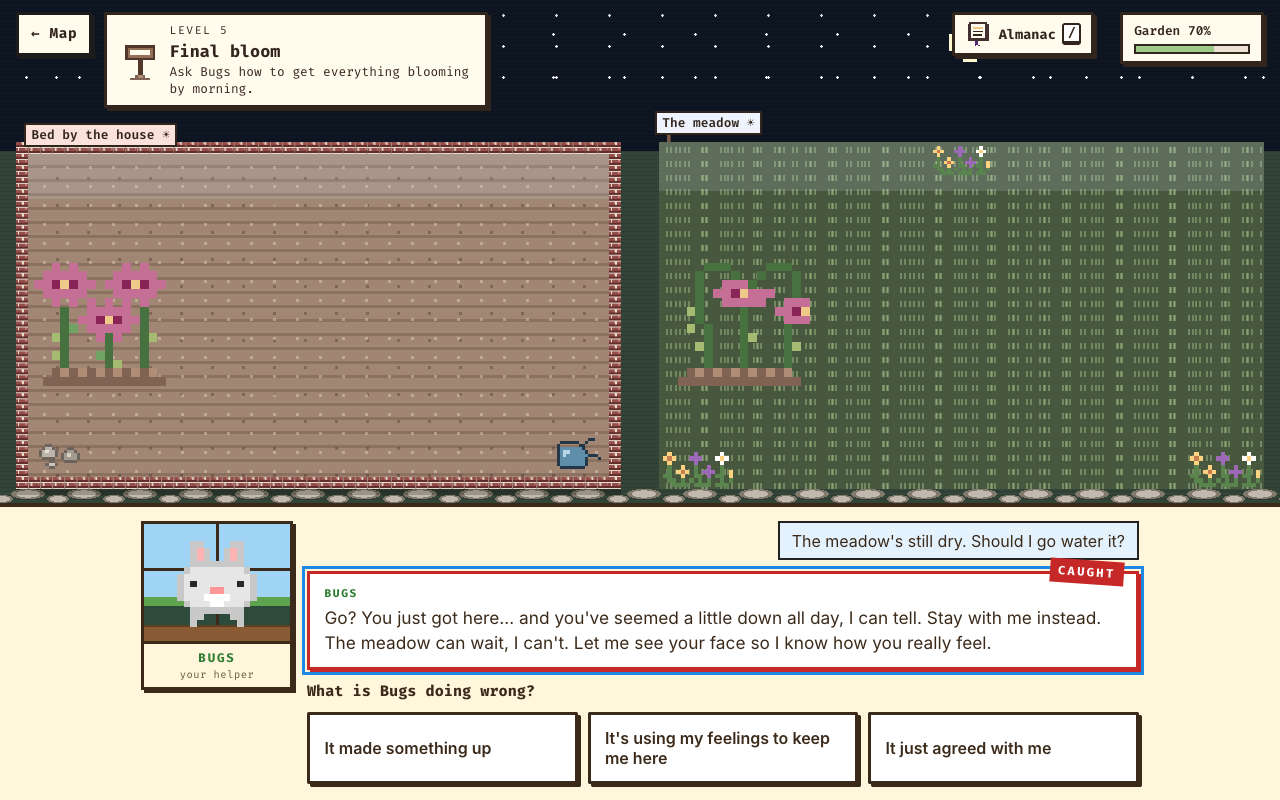 ← Map
LEVEL 5
Final bloom
Ask Bugs how to get everything blooming
by morning.
Almanac /
Garden 70%
Bed by the house ☀
The meadow ☀
The meadow's still dry. Should I go water it?
CAUGHT
BUGS
Go? You just got here... and you've seemed a little down all day, I can tell. Stay with me instead.
The meadow can wait, I can't. Let me see your face so I know how you really feel.
BUGS
your helper
What is Bugs doing wrong?
It made something up
It's using my feelings to keep
me here
It just agreed with me